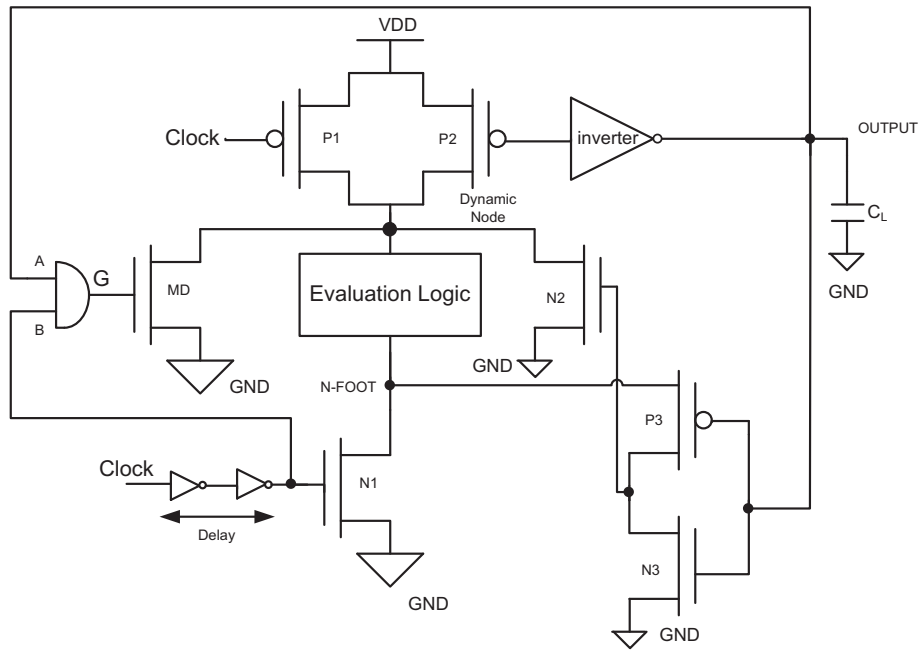 VDD
Clock
P1
P2
inverter
OUTPUT
Dynamic
Node
C_L
A
G
B
MD
Evaluation Logic
N2
GND
GND
GND
N-FOOT
P3
Clock
N1
Delay
N3
GND
GND